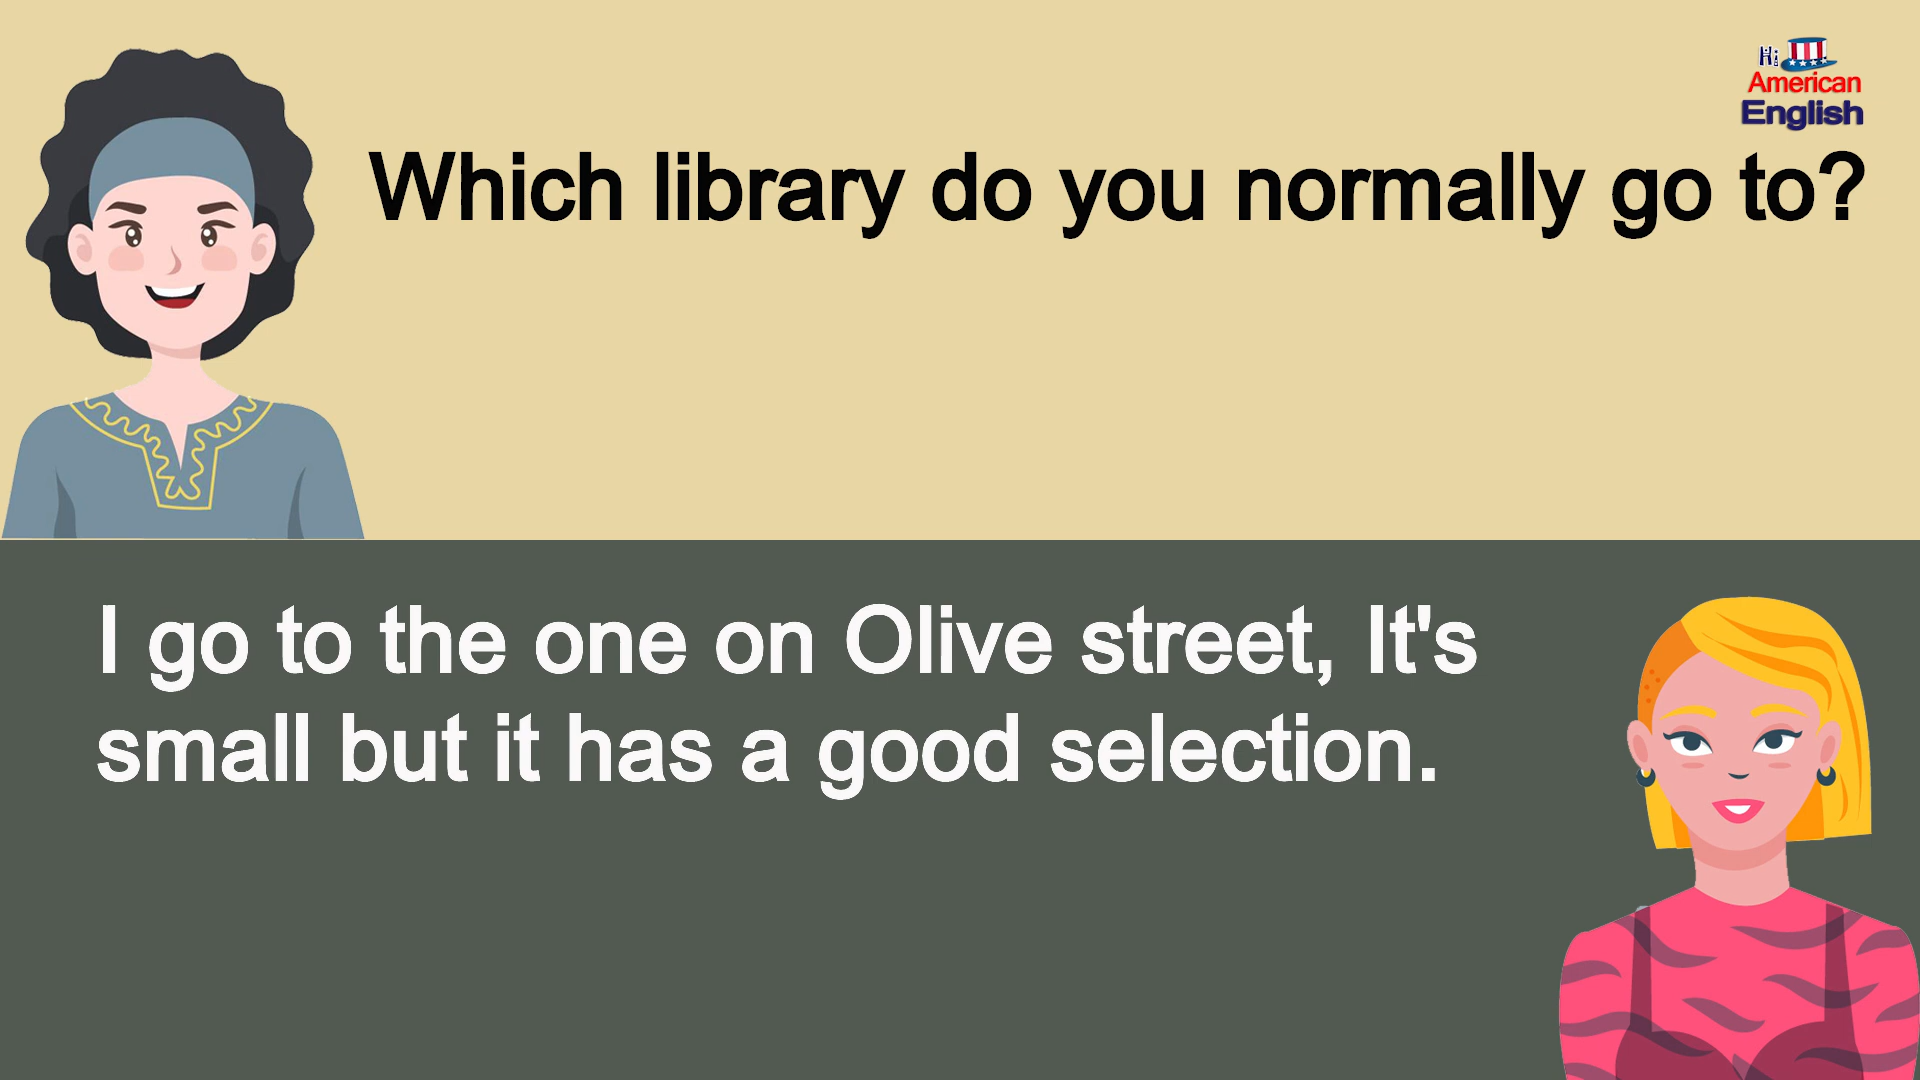 Hi
American
English
Which library do you normally go to?
I go to the one on Olive street, It's
small but it has a good selection.